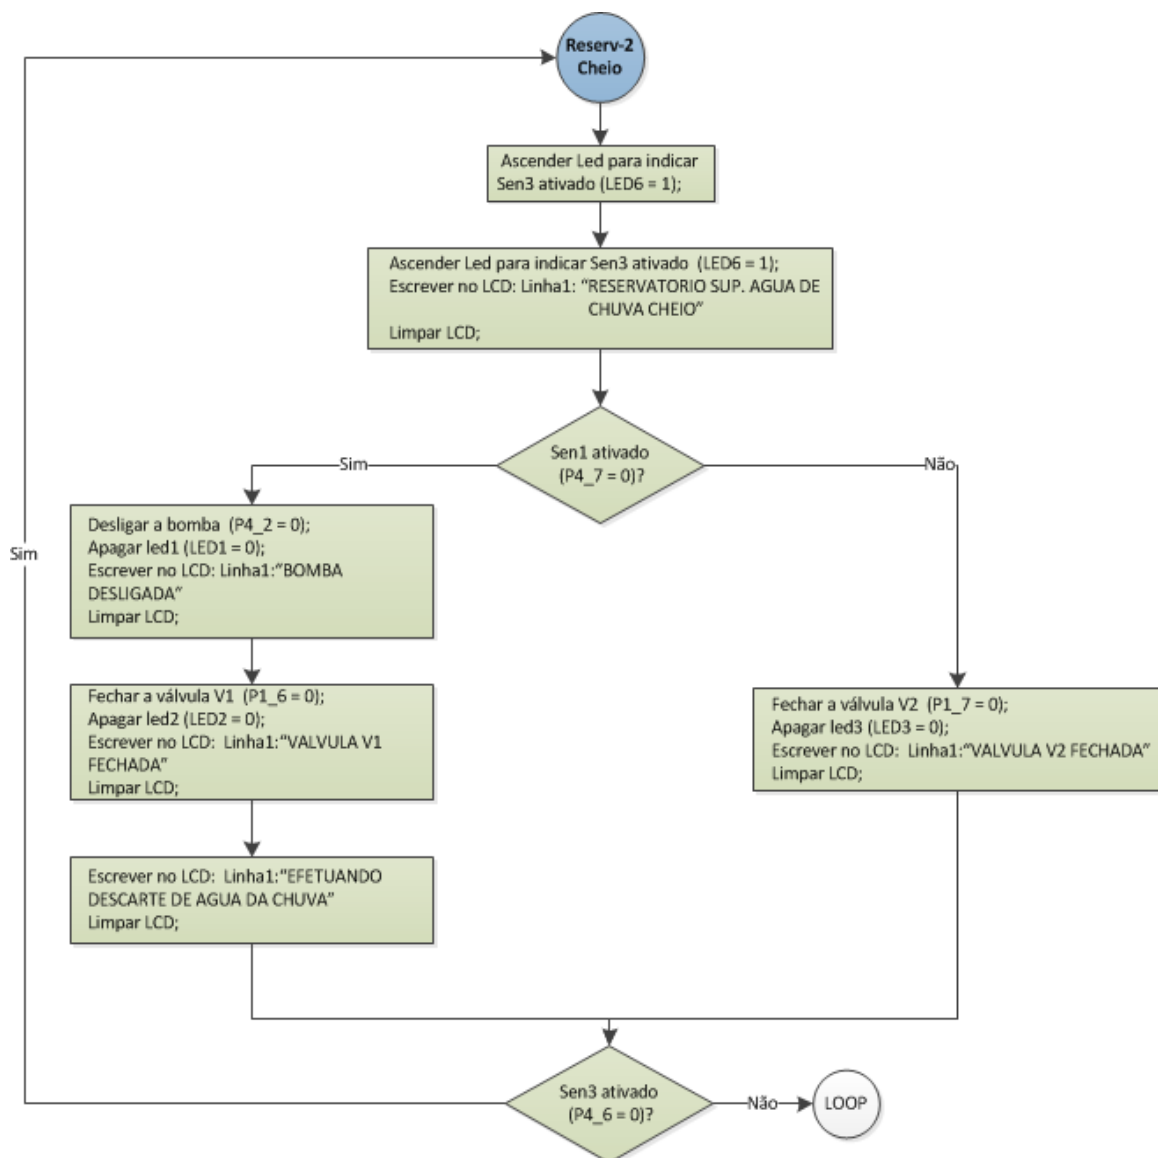 Reserv-2
Cheio
Ascender Led para indicar
Sen3 ativado (LED6 = 1);
Ascender Led para indicar Sen3 ativado (LED6 = 1);
Escrever no LCD: Linha1: “RESERVATORIO SUP. AGUA DE
CHUVA CHEIO”
Limpar LCD;
Sen1 ativado
(P4_7 = 0)?
Sim
Não
Desligar a bomba (P4_2 = 0);
Apagar led1 (LED1 = 0);
Escrever no LCD: Linha1:“BOMBA
DESLIGADA”
Limpar LCD;
Sim
Fechar a válvula V1 (P1_6 = 0);
Apagar led2 (LED2 = 0);
Escrever no LCD: Linha1:“VALVULA V1
FECHADA”
Limpar LCD;
Fechar a válvula V2 (P1_7 = 0);
Apagar led3 (LED3 = 0);
Escrever no LCD: Linha1:“VALVULA V2 FECHADA”
Limpar LCD;
Escrever no LCD: Linha1:“EFETUANDO
DESCARTE DE AGUA DA CHUVA”
Limpar LCD;
Sen3 ativado
(P4_6 = 0)?
Não
LOOP